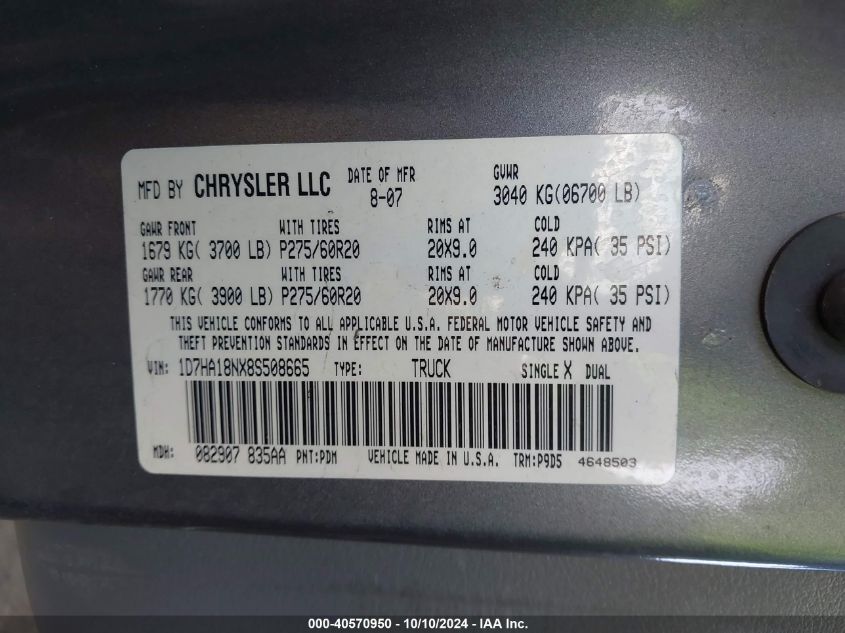 MFD BY CHRYSLER LLC DATE OF MFR 8-07 GVWR 3040 KG(06700 LB)
GAWR FRONT WITH TIRES RIMS AT COLD
1679 KG( 3700 LB) P275/60R20 20X9.0 240 KPA( 35 PSI)
GAWR REAR WITH TIRES RIMS AT COLD
1770 KG( 3900 LB) P275/60R20 20X9.0 240 KPA( 35 PSI)
THIS VEHICLE CONFORMS TO ALL APPLICABLE U.S.A. FEDERAL MOTOR VEHICLE SAFETY AND
THEFT PREVENTION STANDARDS IN EFFECT ON THE DATE OF MANUFACTURE SHOWN ABOVE.
VIN: 1D7HA18NX8S508665 TYPE: TRUCK SINGLE X DUAL
MDH: 082907 835AA PNT:PDM VEHICLE MADE IN U.S.A. TRM:P9D5 4648503
000-40570950 - 10/10/2024 - IAA Inc.